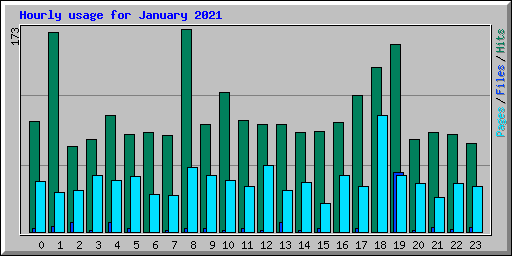 Hourly usage for January 2021
173
Pages/Files/Hits
0 1 2 3 4 5 6 7 8 9 10 11 12 13 14 15 16 17 18 19 20 21 22 23